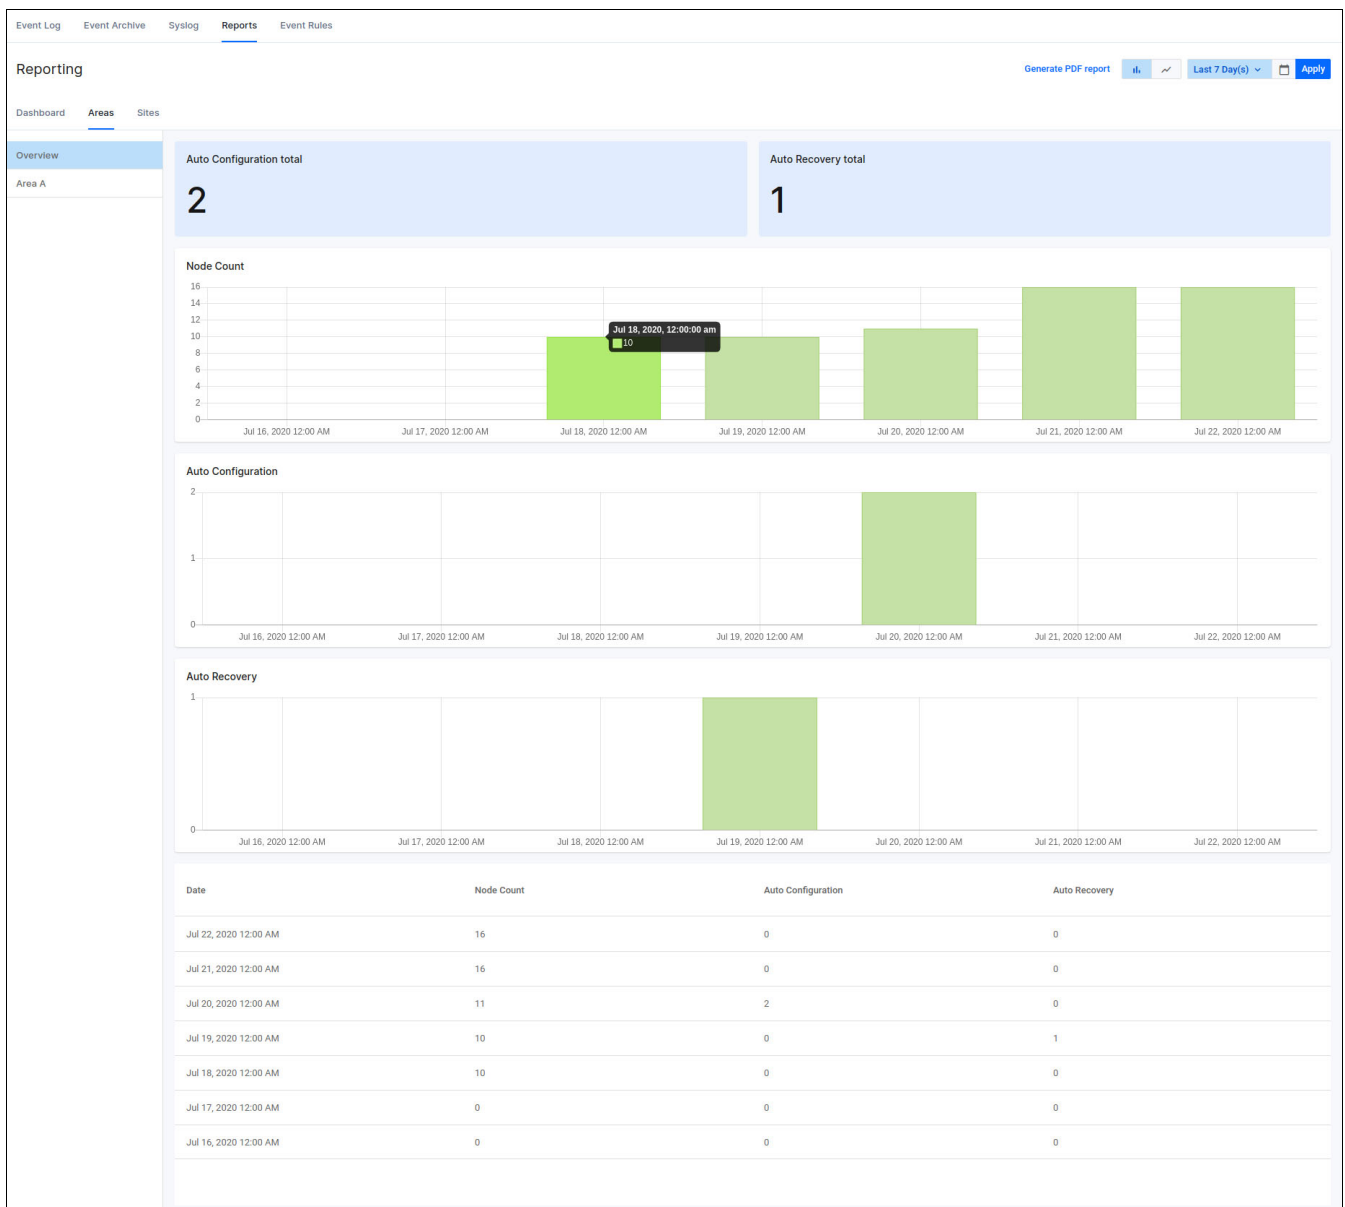 Event Log Event Archive Syslog Reports Event Rules
Reporting
Generate PDF report Last 7 Day(s) Apply
Dashboard Areas Sites
Overview
Area A
Auto Configuration total
2
Auto Recovery total
1
Node Count
16
14
12
10
8
6
4
2
0
Jul 18, 2020, 12:00:00 am
10
Jul 16, 2020 12:00 AM Jul 17, 2020 12:00 AM Jul 18, 2020 12:00 AM Jul 19, 2020 12:00 AM Jul 20, 2020 12:00 AM Jul 21, 2020 12:00 AM Jul 22, 2020 12:00 AM
Auto Configuration
2
1
0
Jul 16, 2020 12:00 AM Jul 17, 2020 12:00 AM Jul 18, 2020 12:00 AM Jul 19, 2020 12:00 AM Jul 20, 2020 12:00 AM Jul 21, 2020 12:00 AM Jul 22, 2020 12:00 AM
Auto Recovery
1
0
Jul 16, 2020 12:00 AM Jul 17, 2020 12:00 AM Jul 18, 2020 12:00 AM Jul 19, 2020 12:00 AM Jul 20, 2020 12:00 AM Jul 21, 2020 12:00 AM Jul 22, 2020 12:00 AM
Date Node Count Auto Configuration Auto Recovery
Jul 22, 2020 12:00 AM 16 0 0
Jul 21, 2020 12:00 AM 16 0 0
Jul 20, 2020 12:00 AM 11 2 0
Jul 19, 2020 12:00 AM 10 0 1
Jul 18, 2020 12:00 AM 10 0 0
Jul 17, 2020 12:00 AM 0 0 0
Jul 16, 2020 12:00 AM 0 0 0